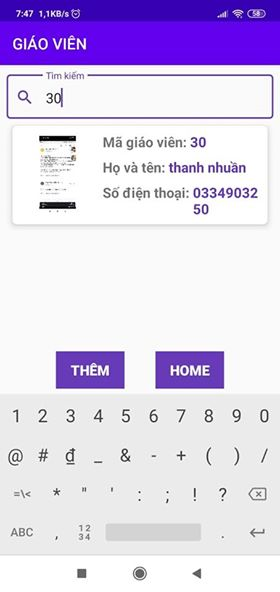 7:47 1,1KB/s 58
GIÁO VIÊN
Tìm kiếm
30
Mã giáo viên: 30
Họ và tên: thanh nhuần
Số điện thoại: 03349032
50
THÊM HOME
1 2 3 4 5 6 7 8 9 0
@ # ₫ _ & - + ( ) /
=\< * " ' : ; ! ?
ABC , 12 .
34